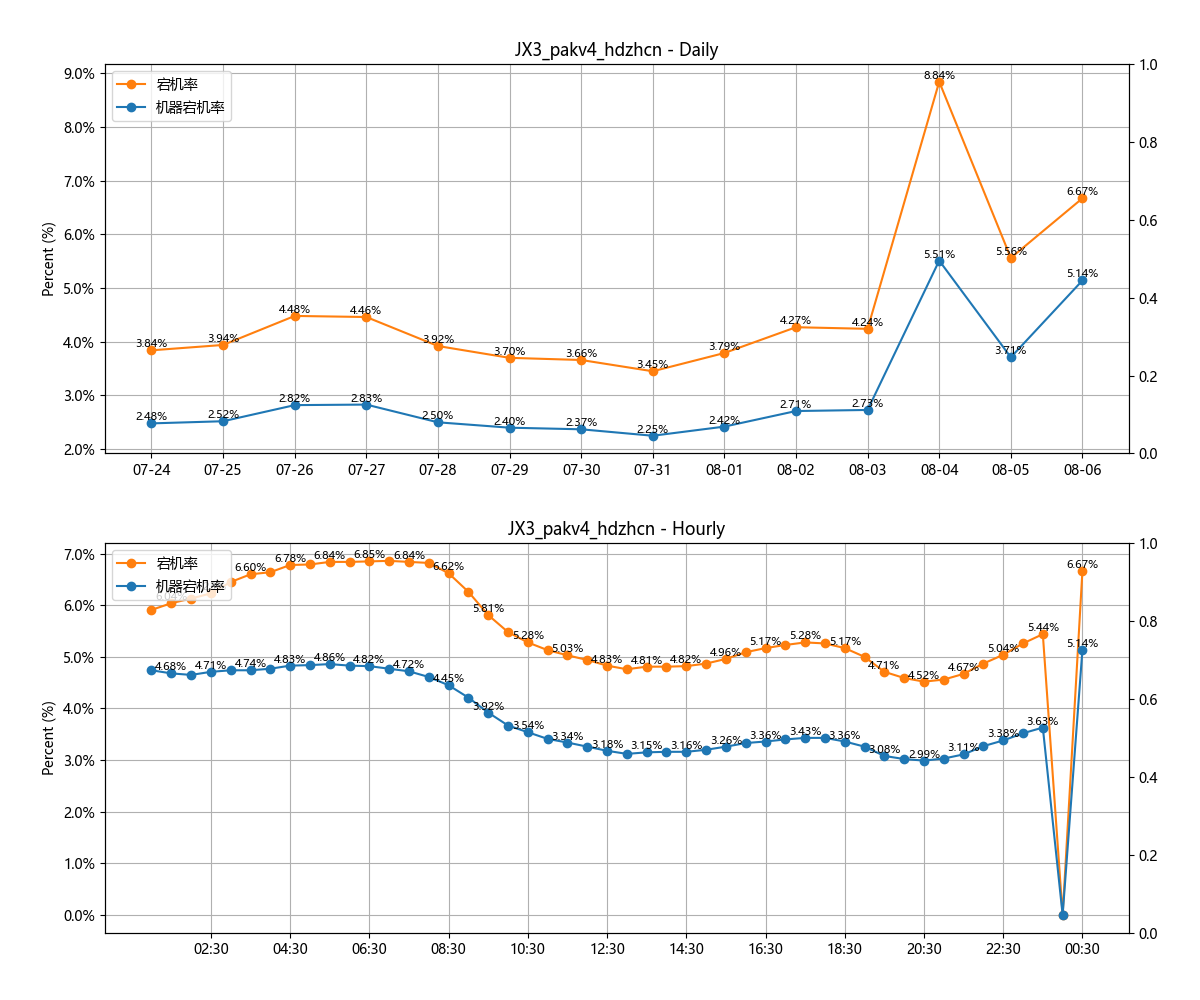 JX3_pakv4_hdzhcn - Daily
宕机率
机器宕机率
Percent (%)
9.0%
8.0%
7.0%
6.0%
5.0%
4.0%
3.0%
2.0%
1.0
0.8
0.6
0.4
0.2
0.0
3.84% 3.94% 4.48% 4.46% 3.92% 3.70% 3.66% 3.45% 3.79% 4.27% 4.24% 8.84% 5.56% 6.67%
2.48% 2.52% 2.82% 2.83% 2.50% 2.40% 2.37% 2.25% 2.42% 2.71% 2.73% 5.51% 3.71% 5.14%
07-24 07-25 07-26 07-27 07-28 07-29 07-30 07-31 08-01 08-02 08-03 08-04 08-05 08-06
JX3_pakv4_hdzhcn - Hourly
宕机率
机器宕机率
Percent (%)
7.0%
6.0%
5.0%
4.0%
3.0%
2.0%
1.0%
0.0%
1.0
0.8
0.6
0.4
0.2
0.0
6.60% 6.78% 6.84% 6.85% 6.84% 6.62% 5.81% 5.28% 5.03% 4.83% 4.81% 4.82% 4.96% 5.17% 5.28% 5.17% 4.71% 4.52% 4.67% 5.04% 5.44% 6.67%
4.68% 4.71% 4.74% 4.83% 4.86% 4.82% 4.72% 4.45% 3.92% 3.54% 3.34% 3.18% 3.15% 3.16% 3.26% 3.36% 3.43% 3.36% 3.08% 2.99% 3.11% 3.38% 3.63% 5.14%
02:30 04:30 06:30 08:30 10:30 12:30 14:30 16:30 18:30 20:30 22:30 00:30